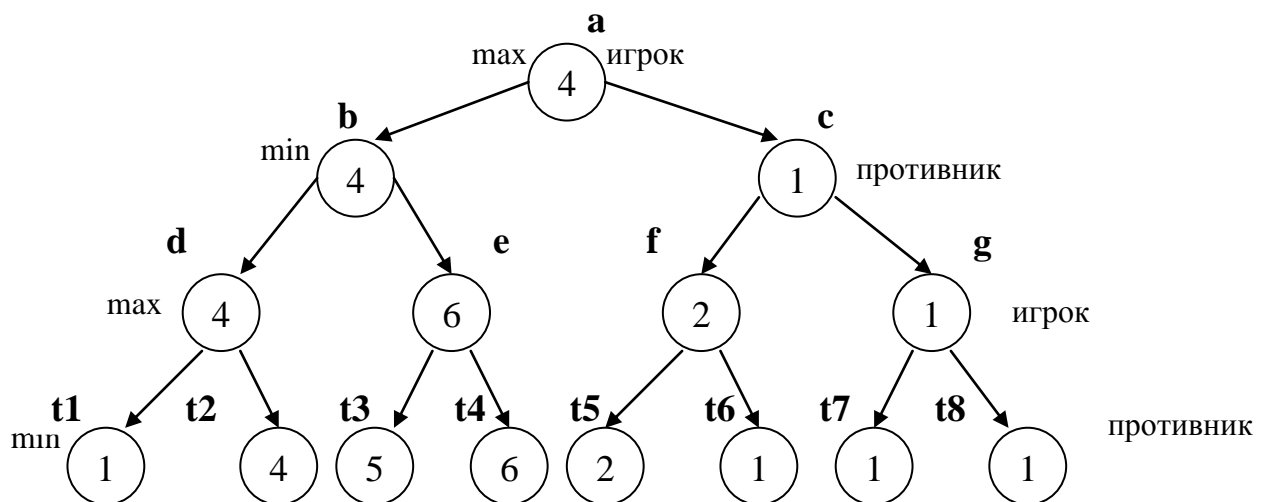 a
max игрок
4
b c
min противник
4 1
d e f g
max игрок
4 6 2 1
t1 t2 t3 t4 t5 t6 t7 t8
min противник
1 4 5 6 2 1 1 1